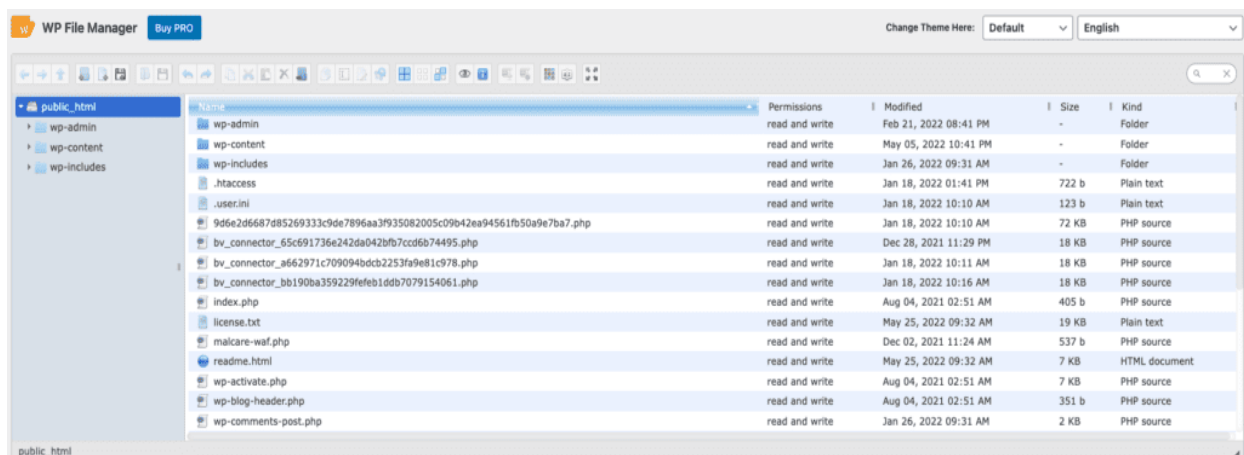 WP File Manager Buy PRO Change Theme Here: Default English
public_html
wp-admin
wp-content
wp-includes
Name Permissions Modified Size Kind
wp-admin read and write Feb 21, 2022 08:41 PM - Folder
wp-content read and write May 05, 2022 10:41 PM - Folder
wp-includes read and write Jan 26, 2022 09:31 AM - Folder
.htaccess read and write Jan 18, 2022 01:41 PM 722 b Plain text
.user.ini read and write Jan 18, 2022 10:10 AM 123 b Plain text
9d6e2d6687d85269333c9de7896aa3f935082005c09b42ea94561fb50a9e7ba7.php read and write Jan 18, 2022 10:10 AM 72 KB PHP source
bv_connector_65c691736e242da042bfb7ccd6b74495.php read and write Dec 28, 2021 11:29 PM 18 KB PHP source
bv_connector_a662971c709094bdcb2253fa9e81c978.php read and write Jan 18, 2022 10:11 AM 18 KB PHP source
bv_connector_bb190ba359229fefeb1ddb7079154061.php read and write Jan 18, 2022 10:16 AM 18 KB PHP source
index.php read and write Aug 04, 2021 02:51 AM 405 b PHP source
license.txt read and write May 25, 2022 09:32 AM 19 KB Plain text
malcare-waf.php read and write Dec 02, 2021 11:24 AM 537 b PHP source
readme.html read and write May 25, 2022 09:32 AM 7 KB HTML document
wp-activate.php read and write Aug 04, 2021 02:51 AM 7 KB PHP source
wp-blog-header.php read and write Aug 04, 2021 02:51 AM 351 b PHP source
wp-comments-post.php read and write Jan 26, 2022 09:31 AM 2 KB PHP source
public_html